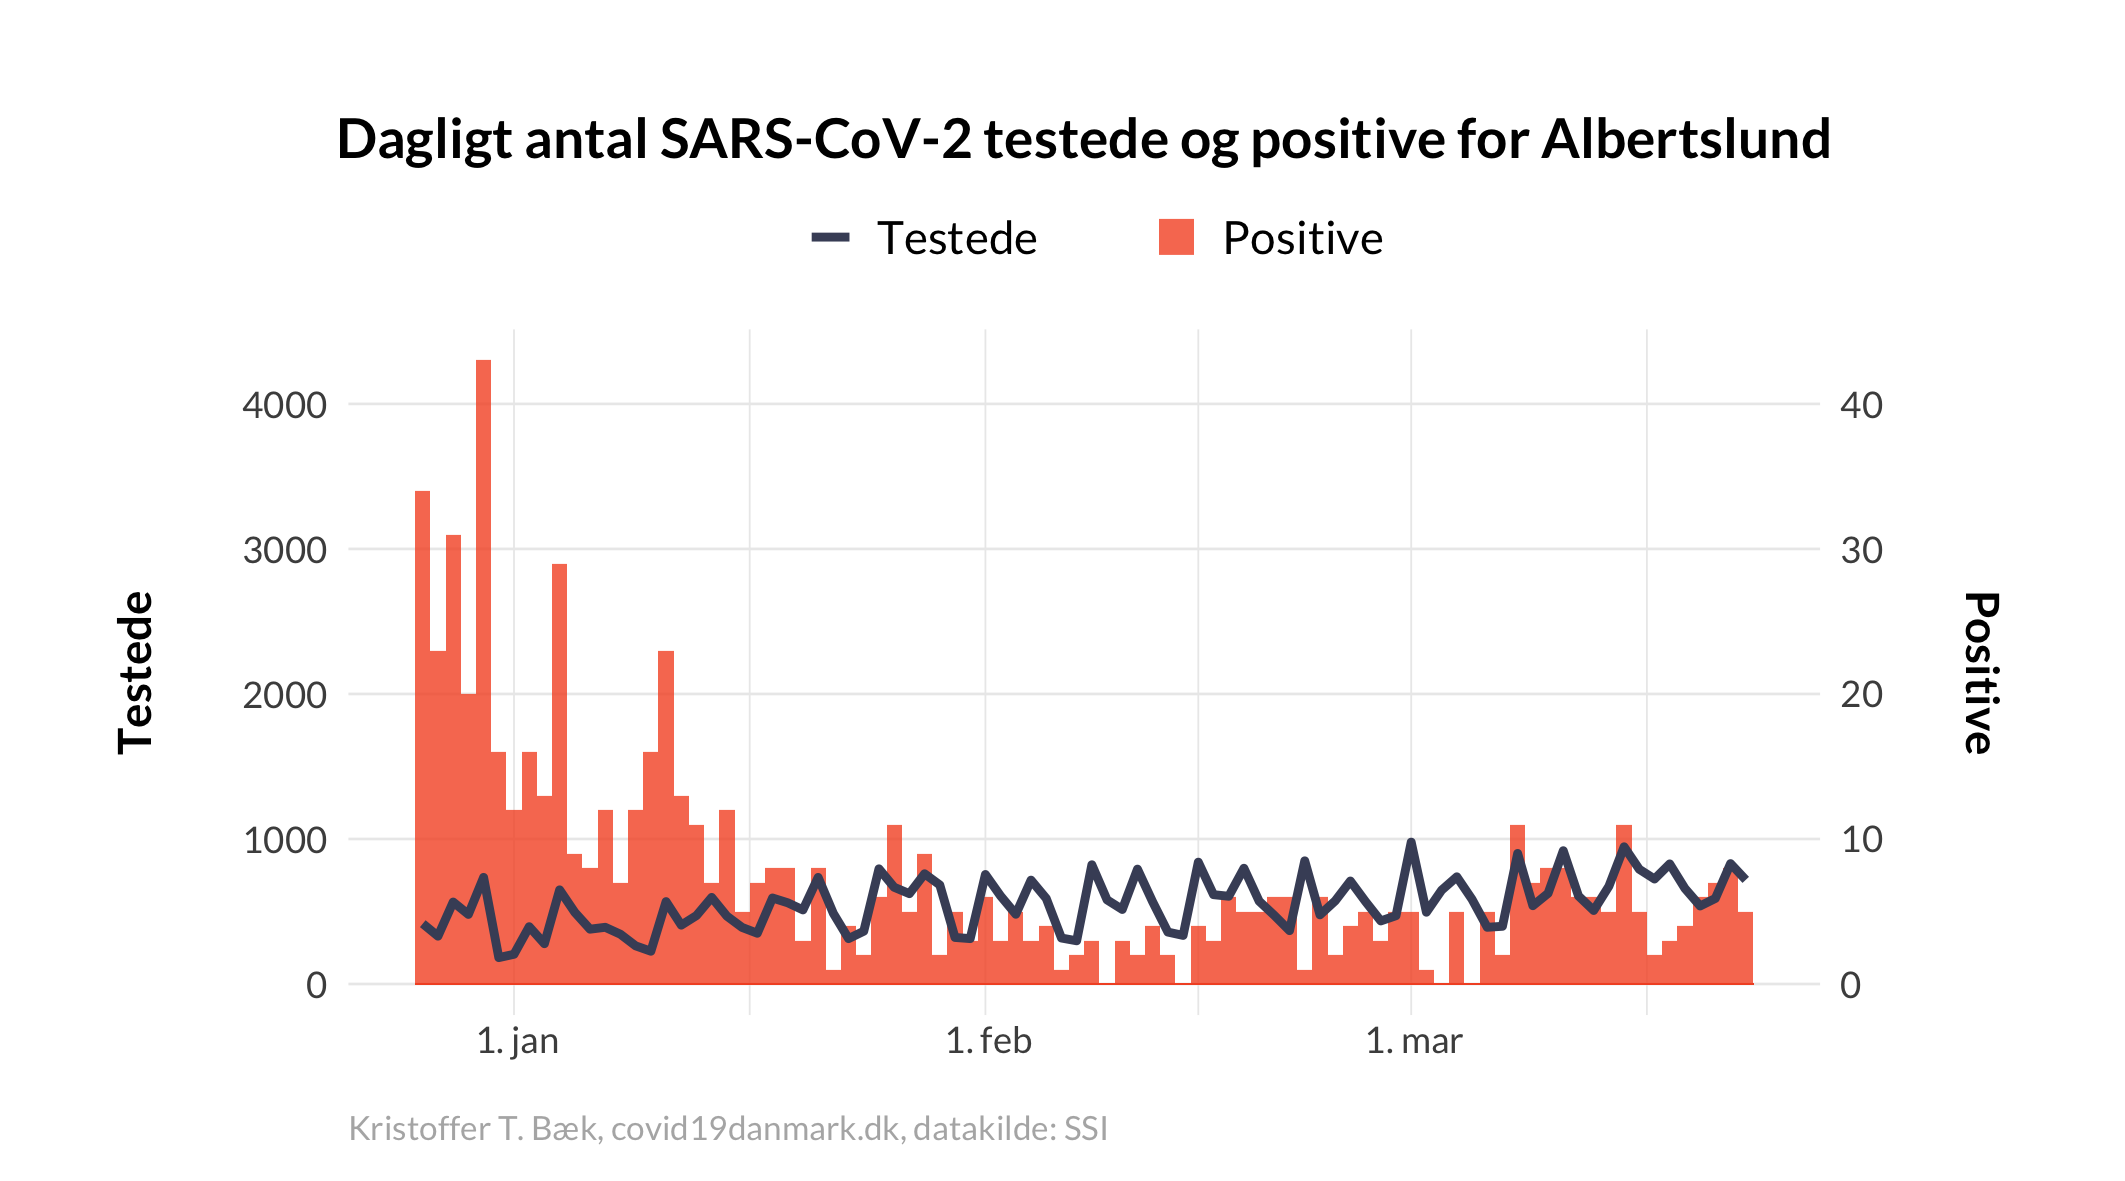 Dagligt antal SARS-CoV-2 testede og positive for Albertslund
Testede Positive
4000 40
3000 30
2000 20
1000 10
0 0
Testede
Positive
1. jan 1. feb 1. mar
Kristoffer T. Bæk, covid19danmark.dk, datakilde: SSI